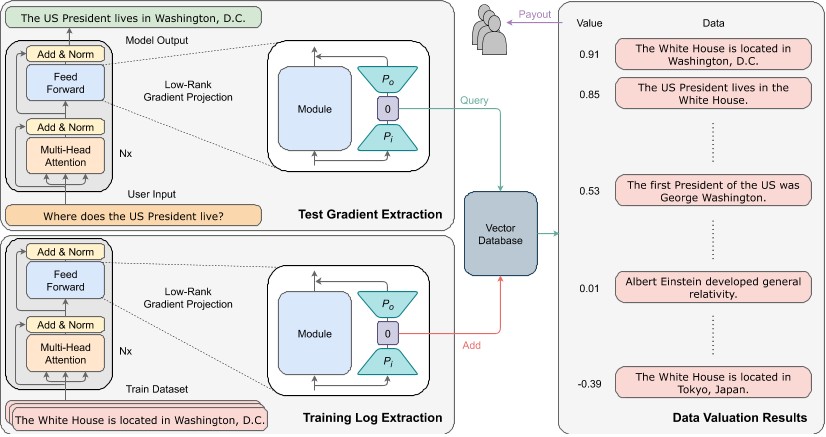 The US President lives in Washington, D.C.
Model Output
Add & Norm
Feed
Forward
Low-Rank
Gradient Projection
Add & Norm
Multi-Head
Attention
Nx
User Input
Where does the US President live?
Module
Po
0
Pi
Test Gradient Extraction
Query
Add & Norm
Feed
Forward
Low-Rank
Gradient Projection
Add & Norm
Multi-Head
Attention
Nx
Train Dataset
The White House is located in Washington, D.C.
Module
Po
0
Pi
Training Log Extraction
Add
Vector
Database
Payout
Value
Data
0.91
The White House is located in
Washington, D.C.
0.85
The US President lives in the
White House.
0.53
The first President of the US was
George Washington.
0.01
Albert Einstein developed general
relativity.
-0.39
The White House is located in
Tokyo, Japan.
Data Valuation Results